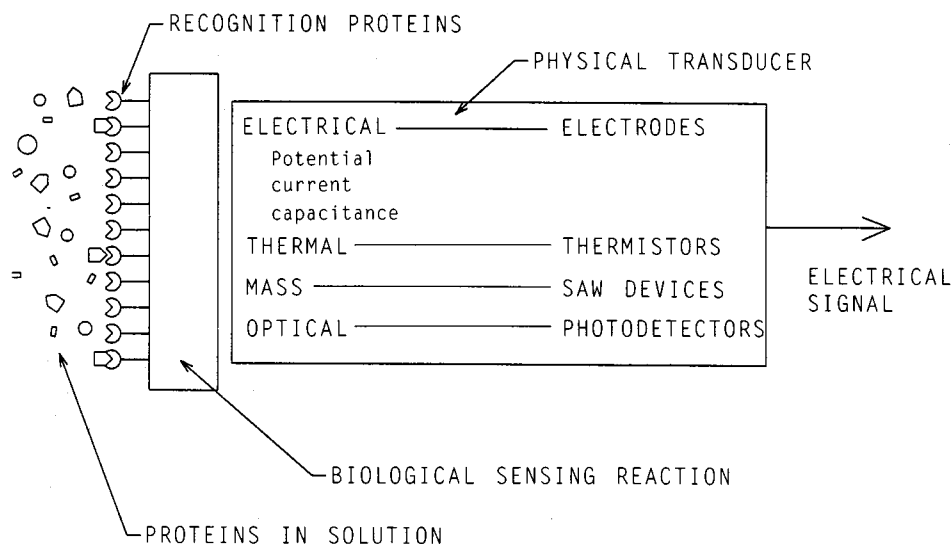 RECOGNITION PROTEINS
PHYSICAL TRANSDUCER
ELECTRICAL ELECTRODES
Potential
current
capacitance
THERMAL THERMISTORS
MASS SAW DEVICES
OPTICAL PHOTODETECTORS
ELECTRICAL
SIGNAL
BIOLOGICAL SENSING REACTION
PROTEINS IN SOLUTION